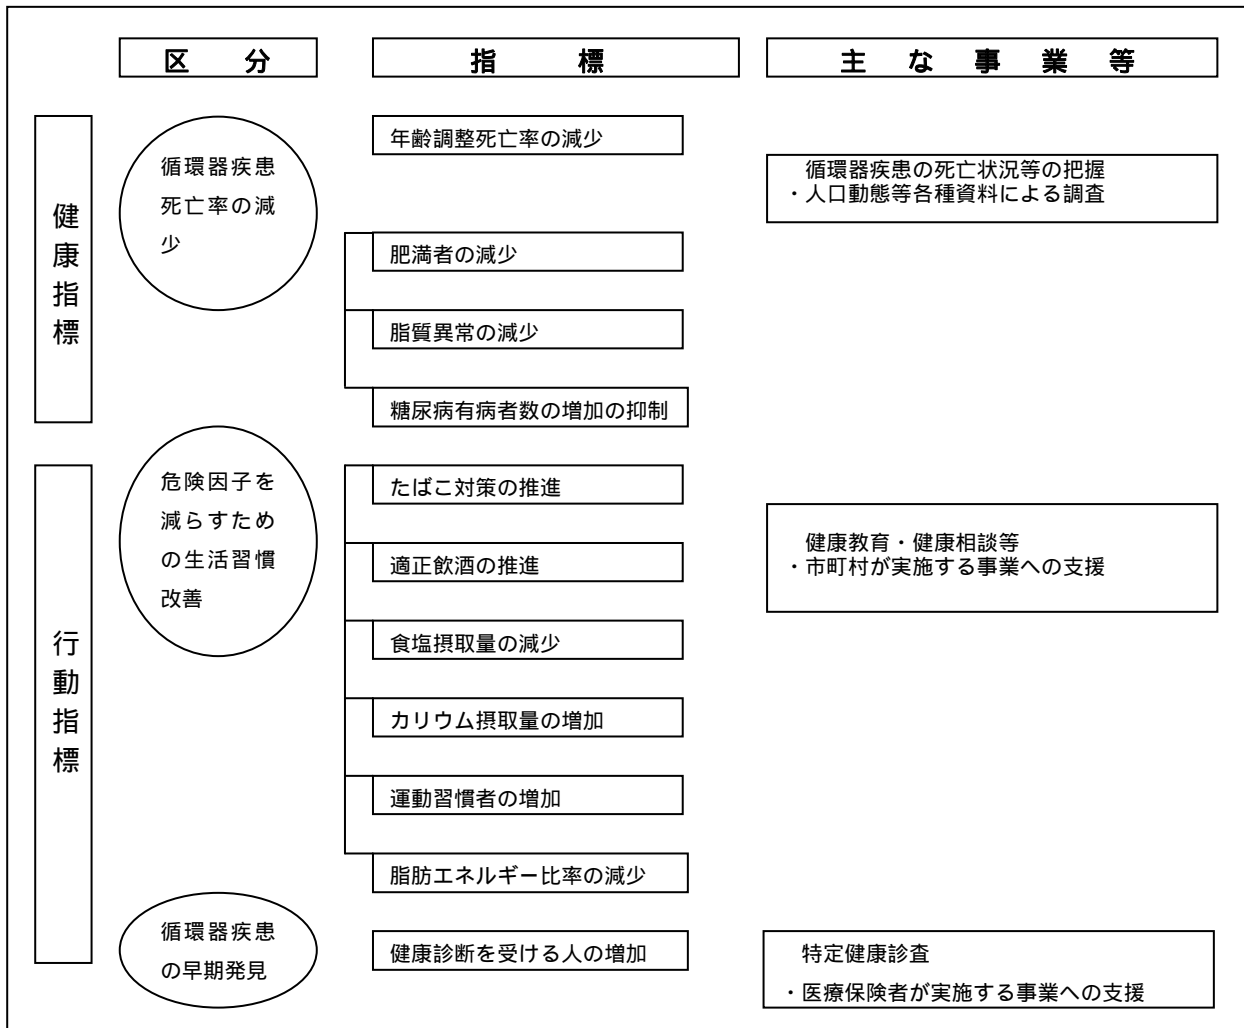 区分
指標
主な事業等
健康指標
循環器疾患
死亡率の減
少
年齢調整死亡率の減少
循環器疾患の死亡状況等の把握
・人口動態等各種資料による調査
肥満者の減少
脂質異常の減少
糖尿病有病者数の増加の抑制
行動指標
危険因子を
減らすため
の生活習慣
改善
たばこ対策の推進
適正飲酒の推進
食塩摂取量の減少
カリウム摂取量の増加
運動習慣者の増加
脂肪エネルギー比率の減少
健康教育・健康相談等
・市町村が実施する事業への支援
循環器疾患
の早期発見
健康診断を受ける人の増加
特定健康診査
・医療保険者が実施する事業への支援